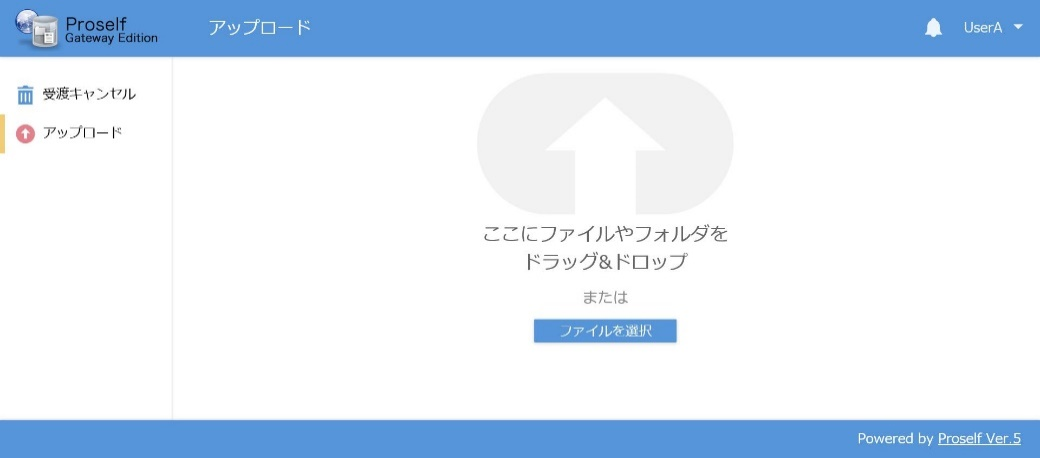 Proself
Gateway Edition
アップロード
UserA
受渡キャンセル
アップロード
ここにファイルやフォルダを
ドラッグ&ドロップ
または
ファイルを選択
Powered by Proself Ver.5